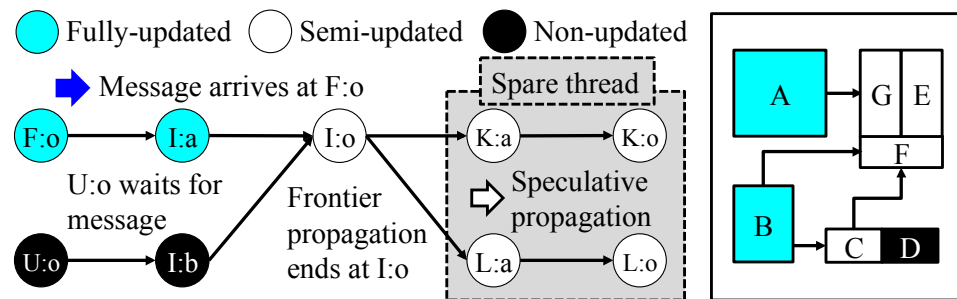 Fully-updated Semi-updated Non-updated
Message arrives at F:o
Spare thread
F:o I:a I:o K:a K:o
U:o waits for
message
Frontier
propagation
ends at I:o
Speculative
propagation
U:o I:b L:a L:o
A G E
F
B C D